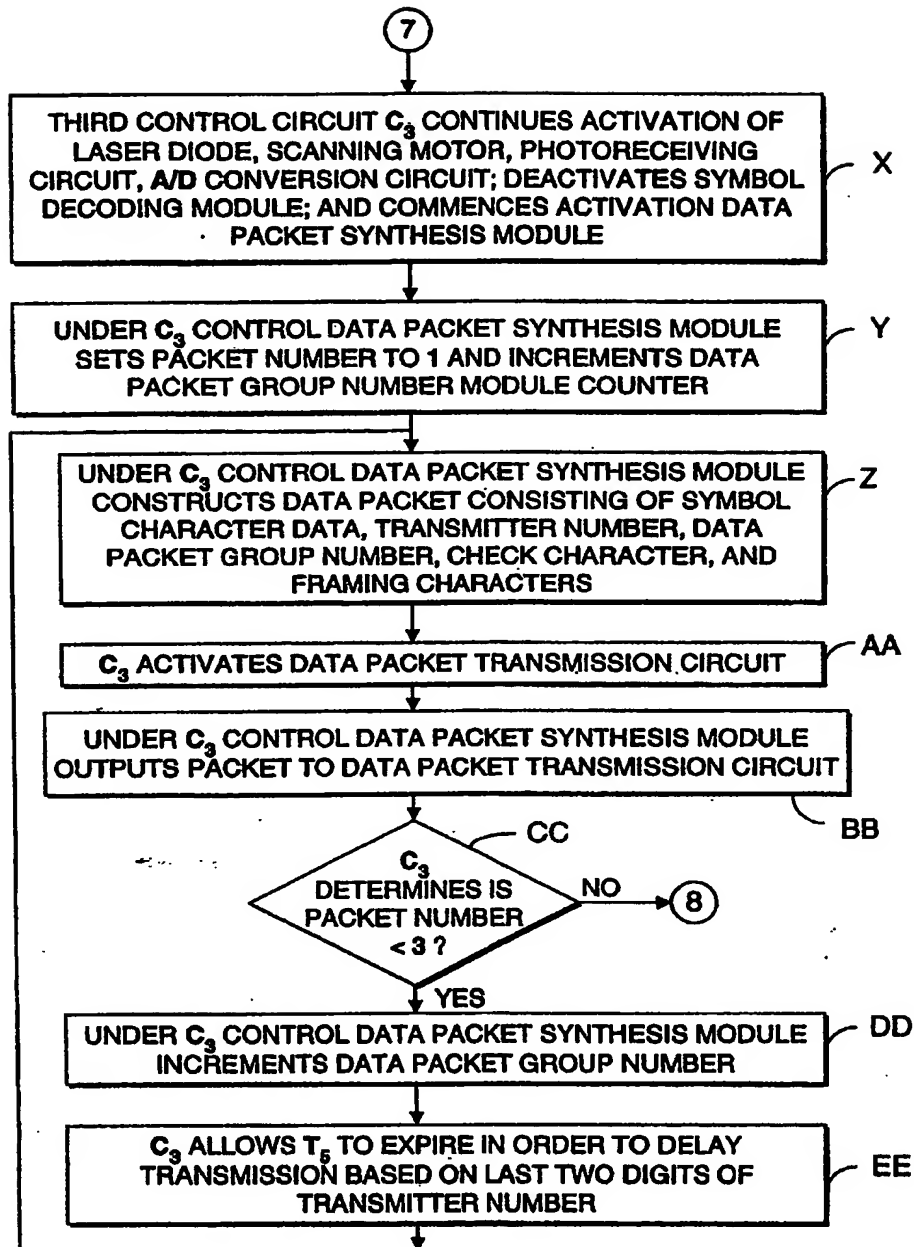 7
THIRD CONTROL CIRCUIT C₃ CONTINUES ACTIVATION OF
LASER DIODE, SCANNING MOTOR, PHOTORECEIVING
CIRCUIT, A/D CONVERSION CIRCUIT; DEACTIVATES SYMBOL
DECODING MODULE; AND COMMENCES ACTIVATION DATA
PACKET SYNTHESIS MODULE
X
UNDER C₃ CONTROL DATA PACKET SYNTHESIS MODULE
SETS PACKET NUMBER TO 1 AND INCREMENTS DATA
PACKET GROUP NUMBER MODULE COUNTER
Y
UNDER C₃ CONTROL DATA PACKET SYNTHESIS MODULE
CONSTRUCTS DATA PACKET CONSISTING OF SYMBOL
CHARACTER DATA, TRANSMITTER NUMBER, DATA
PACKET GROUP NUMBER, CHECK CHARACTER, AND
FRAMING CHARACTERS
Z
C₃ ACTIVATES DATA PACKET TRANSMISSION CIRCUIT
AA
UNDER C₃ CONTROL DATA PACKET SYNTHESIS MODULE
OUTPUTS PACKET TO DATA PACKET TRANSMISSION CIRCUIT
BB
CC
C₃
DETERMINES IS
PACKET NUMBER
< 3 ?
NO
8
YES
UNDER C₃ CONTROL DATA PACKET SYNTHESIS MODULE
INCREMENTS DATA PACKET GROUP NUMBER
DD
C₃ ALLOWS T₅ TO EXPIRE IN ORDER TO DELAY
TRANSMISSION BASED ON LAST TWO DIGITS OF
TRANSMITTER NUMBER
EE